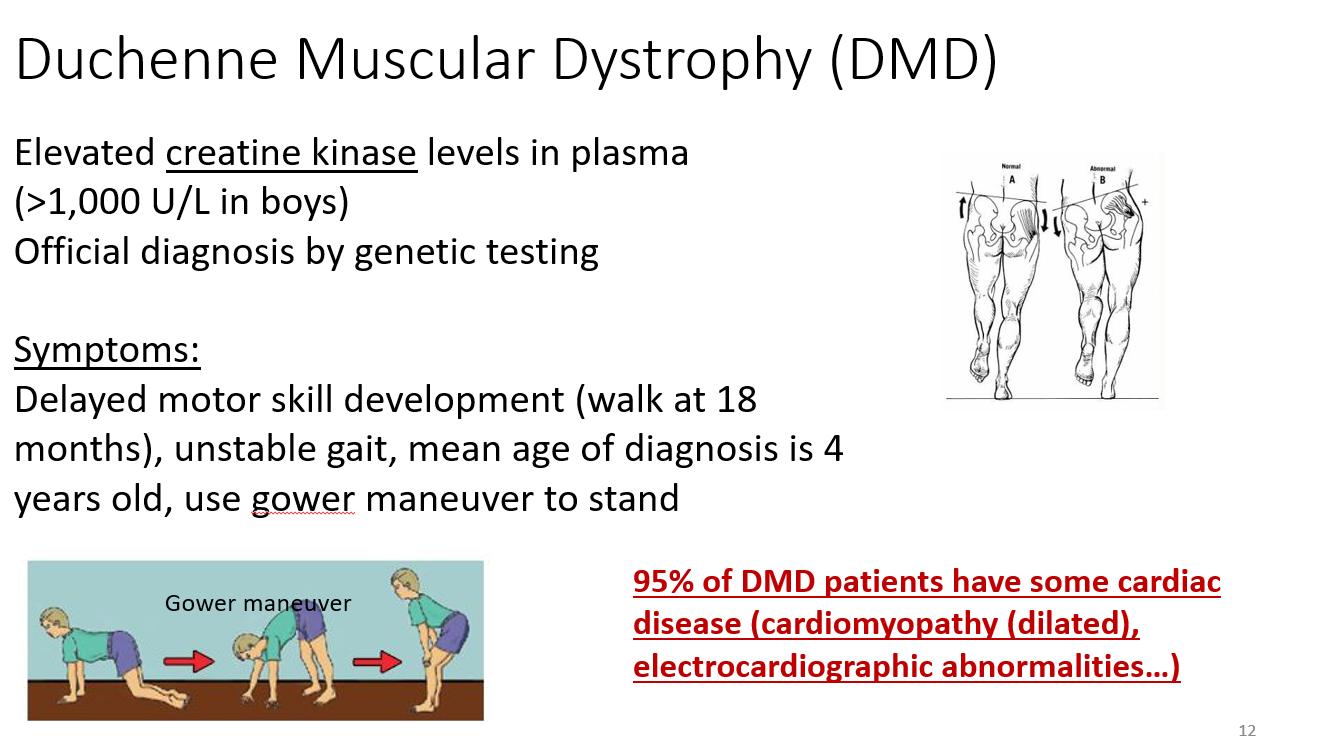 Duchenne Muscular Dystrophy (DMD)
Elevated creatine kinase levels in plasma
(>1,000 U/L in boys)
Official diagnosis by genetic testing
Symptoms:
Delayed motor skill development (walk at 18
months), unstable gait, mean age of diagnosis is 4
years old, use gower maneuver to stand
Normal
A
Abnormal
B
+
Gower maneuver
95% of DMD patients have some cardiac
disease (cardiomyopathy (dilated),
electrocardiographic abnormalities…)
12